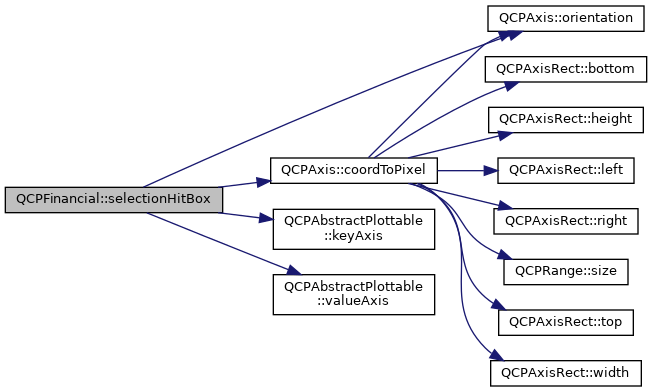 QCPFinancial::selectionHitBox
QCPAxis::coordToPixel
QCPAbstractPlottable
::keyAxis
QCPAbstractPlottable
::valueAxis
QCPAxis::orientation
QCPAxisRect::bottom
QCPAxisRect::height
QCPAxisRect::left
QCPAxisRect::right
QCPRange::size
QCPAxisRect::top
QCPAxisRect::width